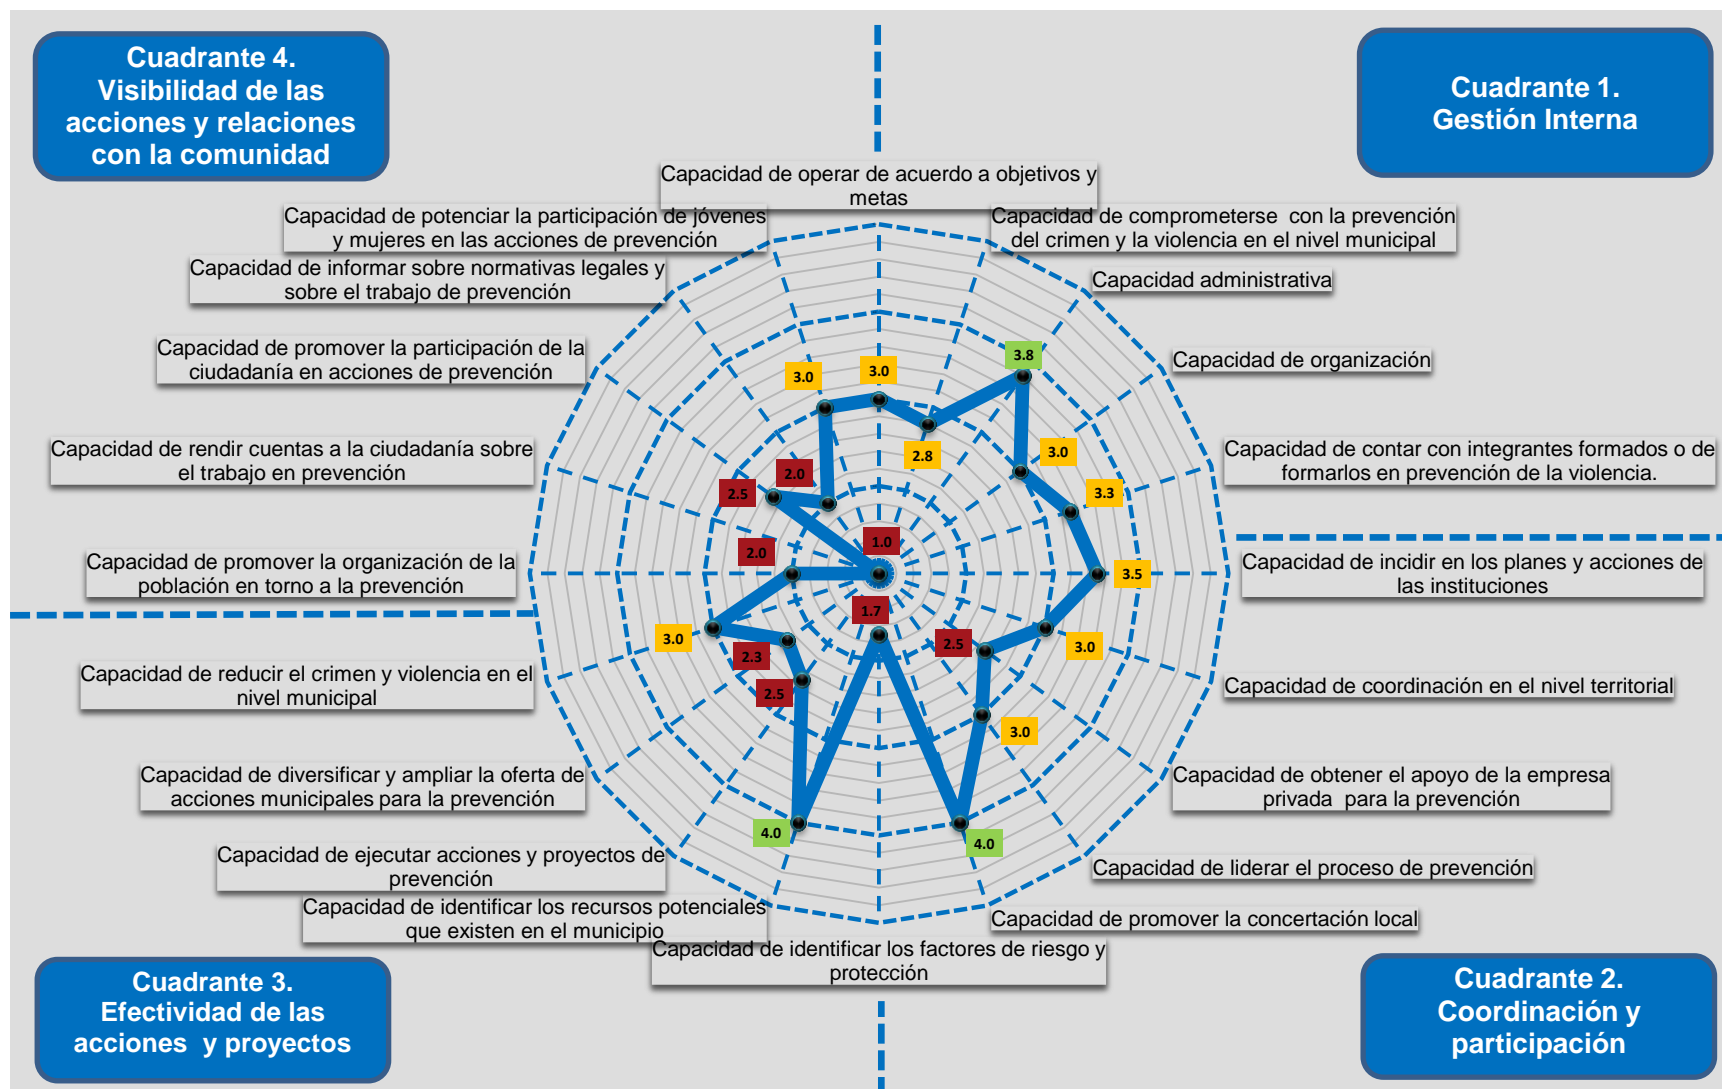 Cuadrante 4.
Visibilidad de las
acciones y relaciones
con la comunidad
Cuadrante 1.
Gestión Interna
Capacidad de operar de acuerdo a objetivos y
metas
Capacidad de potenciar la participación de jóvenes
y mujeres en las acciones de prevención
Capacidad de comprometerse  con la prevención
del crimen y la violencia en el nivel municipal
Capacidad de informar sobre normativas legales y
sobre el trabajo de prevención
Capacidad administrativa
Capacidad de promover la participación de la
ciudadanía en acciones de prevención
Capacidad de organización
3.8
3.0
3.0
Capacidad de rendir cuentas a la ciudadanía sobre
el trabajo en prevención
Capacidad de contar con integrantes formados o de
formarlos en prevención de la violencia.
2.8
3.0
2.0
2.5
3.3
1.0
2.0
Capacidad de promover la organización de la
población en torno a la prevención
3.5
Capacidad de incidir en los planes y acciones de
las instituciones
1.7
3.0
2.3
2.5
2.5
3.0
Capacidad de reducir el crimen y violencia en el
nivel municipal
Capacidad de coordinación en el nivel territorial
3.0
Capacidad de diversificar y ampliar la oferta de
acciones municipales para la prevención
Capacidad de obtener el apoyo de la empresa
privada  para la prevención
4.0
4.0
Capacidad de ejecutar acciones y proyectos de
prevención
Capacidad de liderar el proceso de prevención
Capacidad de identificar los recursos potenciales
que existen en el municipio
Capacidad de promover la concertación local
Capacidad de identificar los factores de riesgo y
protección
Cuadrante 3.
Efectividad de las
acciones  y proyectos
Cuadrante 2.
Coordinación y
participación